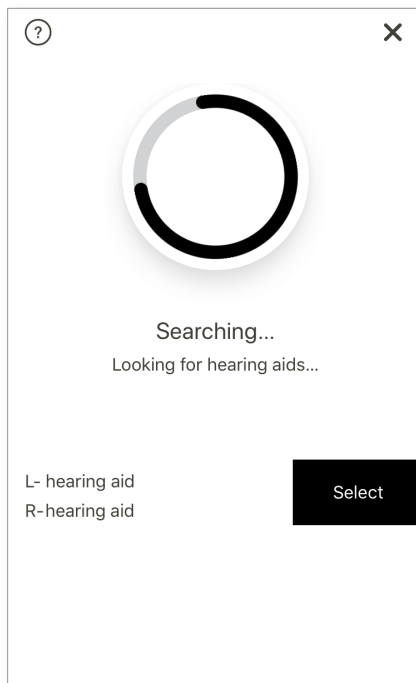 ?
Searching...
Looking for hearing aids...
L- hearing aid
R-hearing aid
Select